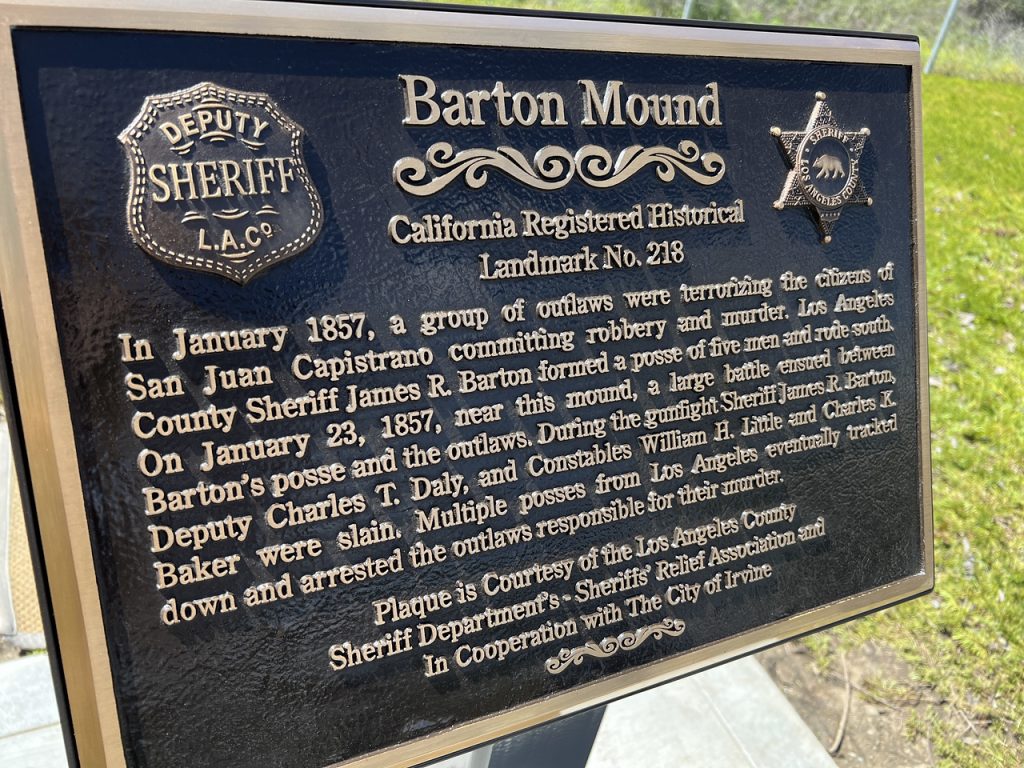 DEPUTY
SHERIFF
L.A.Co.
Barton Mound
SHERIFF
LOS ANGELES COUNTY
California Registered Historical
Landmark No. 218
In January 1857, a group of outlaws were terrorizing the citizens of
San Juan Capistrano committing robbery and murder. Los Angeles
County Sheriff James R. Barton formed a posse of five men and rode south.
On January 23, 1857, near this mound, a large battle ensued between
Barton's posse and the outlaws. During the gunfight Sheriff James R. Barton,
Deputy Charles T. Daly, and Constables William H. Little and Charles K.
Baker were slain. Multiple posses from Los Angeles eventually tracked
down and arrested the outlaws responsible for their murder.
Plaque is Courtesy of the Los Angeles County
Sheriff Department's - Sheriffs' Relief Association and
In Cooperation with The City of Irvine